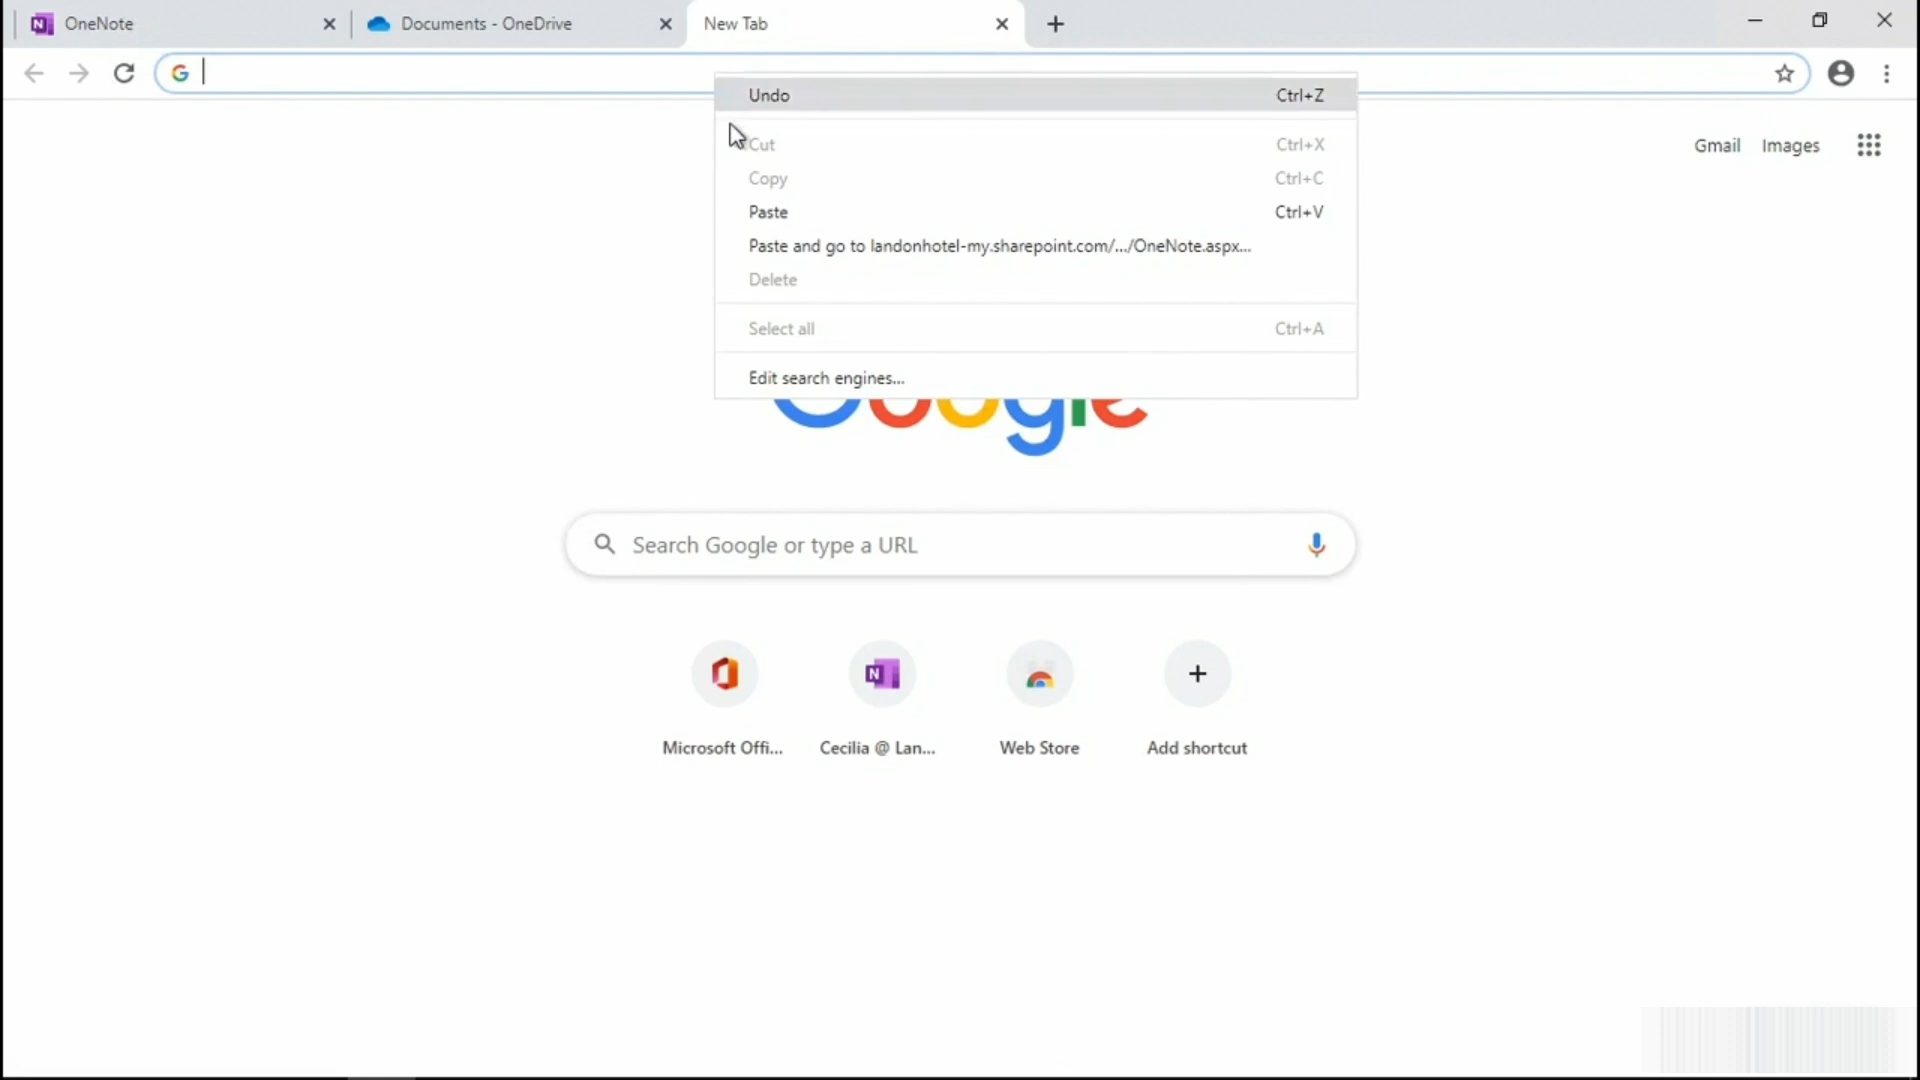 OneNote
Documents - OneDrive
New Tab
Undo Ctrl+Z
Cut Ctrl+X
Copy Ctrl+C
Paste Ctrl+V
Paste and go to landonhotel-my.sharepoint.com/.../OneNote.aspx...
Delete
Select all Ctrl+A
Edit search engines...
Gmail Images
Google
Search Google or type a URL
Microsoft Offi...
Cecilia @ Lan...
Web Store
Add shortcut